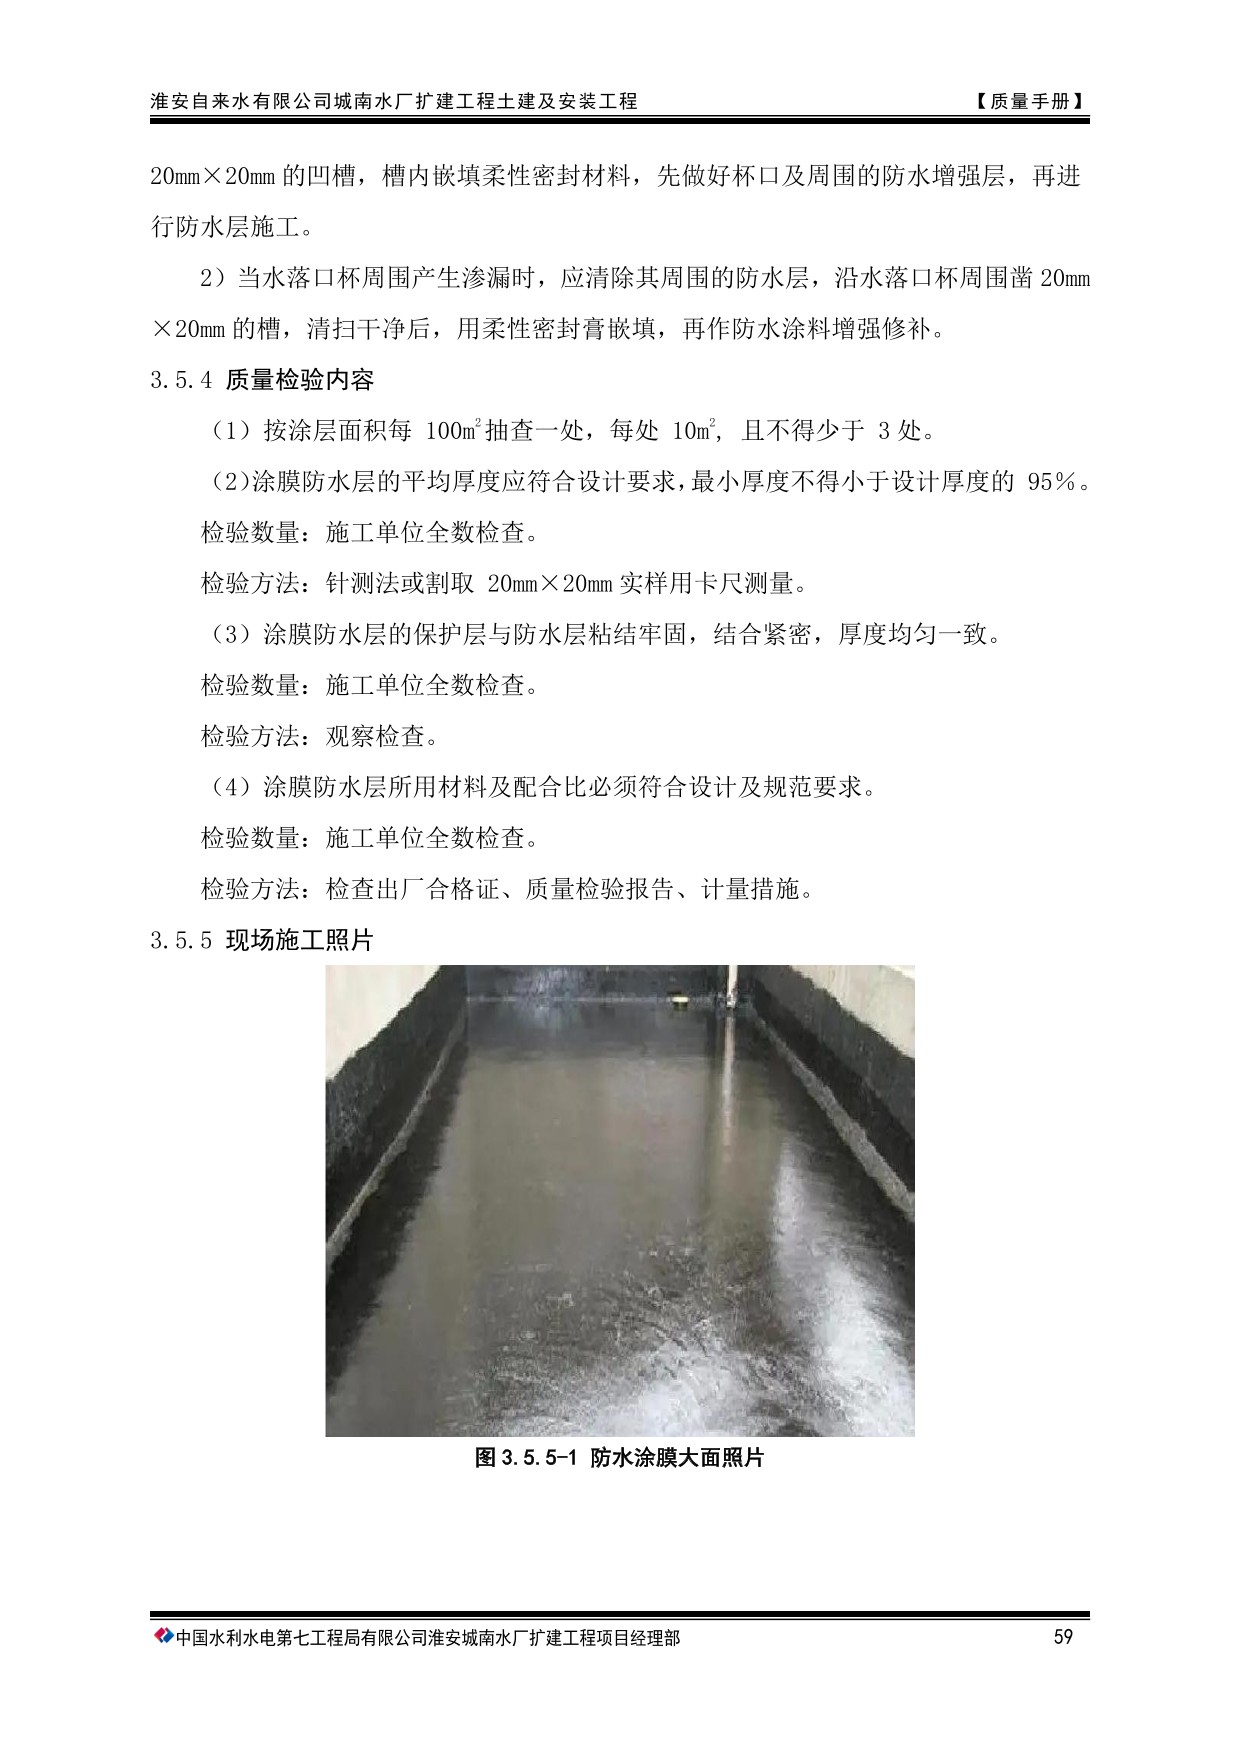 淮安自来水有限公司城南水厂扩建工程土建及安装工程 【质量手册】
20mm×20mm 的凹槽，槽内嵌填柔性密封材料，先做好杯口及周围的防水增强层，再进
行防水层施工。
2）当水落口杯周围产生渗漏时，应清除其周围的防水层，沿水落口杯周围凿 20mm
×20mm 的槽，清扫干净后，用柔性密封膏嵌填，再作防水涂料增强修补。
3.5.4 质量检验内容
（1）按涂层面积每 100m²抽查一处，每处 10m²，且不得少于 3 处。
（2）涂膜防水层的平均厚度应符合设计要求，最小厚度不得小于设计厚度的 95%。
检验数量：施工单位全数检查。
检验方法：针测法或割取 20mm×20mm 实样用卡尺测量。
（3）涂膜防水层的保护层与防水层粘结牢固，结合紧密，厚度均匀一致。
检验数量：施工单位全数检查。
检验方法：观察检查。
（4）涂膜防水层所用材料及配合比必须符合设计及规范要求。
检验数量：施工单位全数检查。
检验方法：检查出厂合格证、质量检验报告、计量措施。
3.5.5 现场施工照片
图 3.5.5-1 防水涂膜大面照片
中国水利水电第七工程局有限公司淮安城南水厂扩建工程项目经理部 59